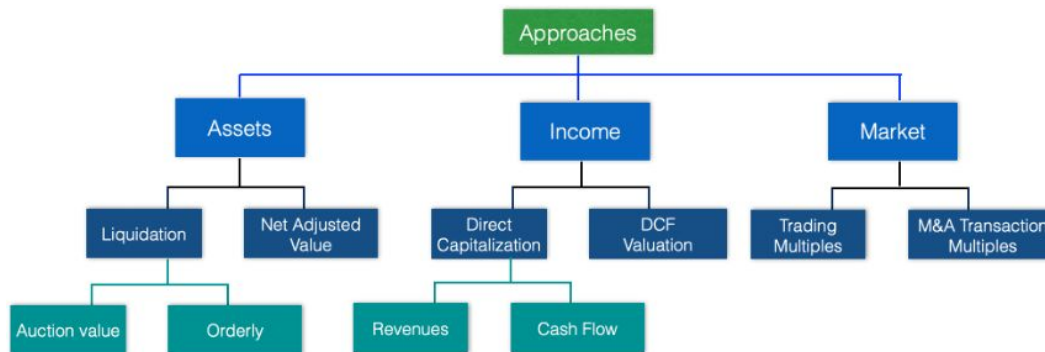 Approaches
Assets
Income
Market
Liquidation
Net Adjusted
Value
Direct
Capitalization
DCF
Valuation
Trading
Multiples
M&A Transaction
Multiples
Auction value
Orderly
Revenues
Cash Flow